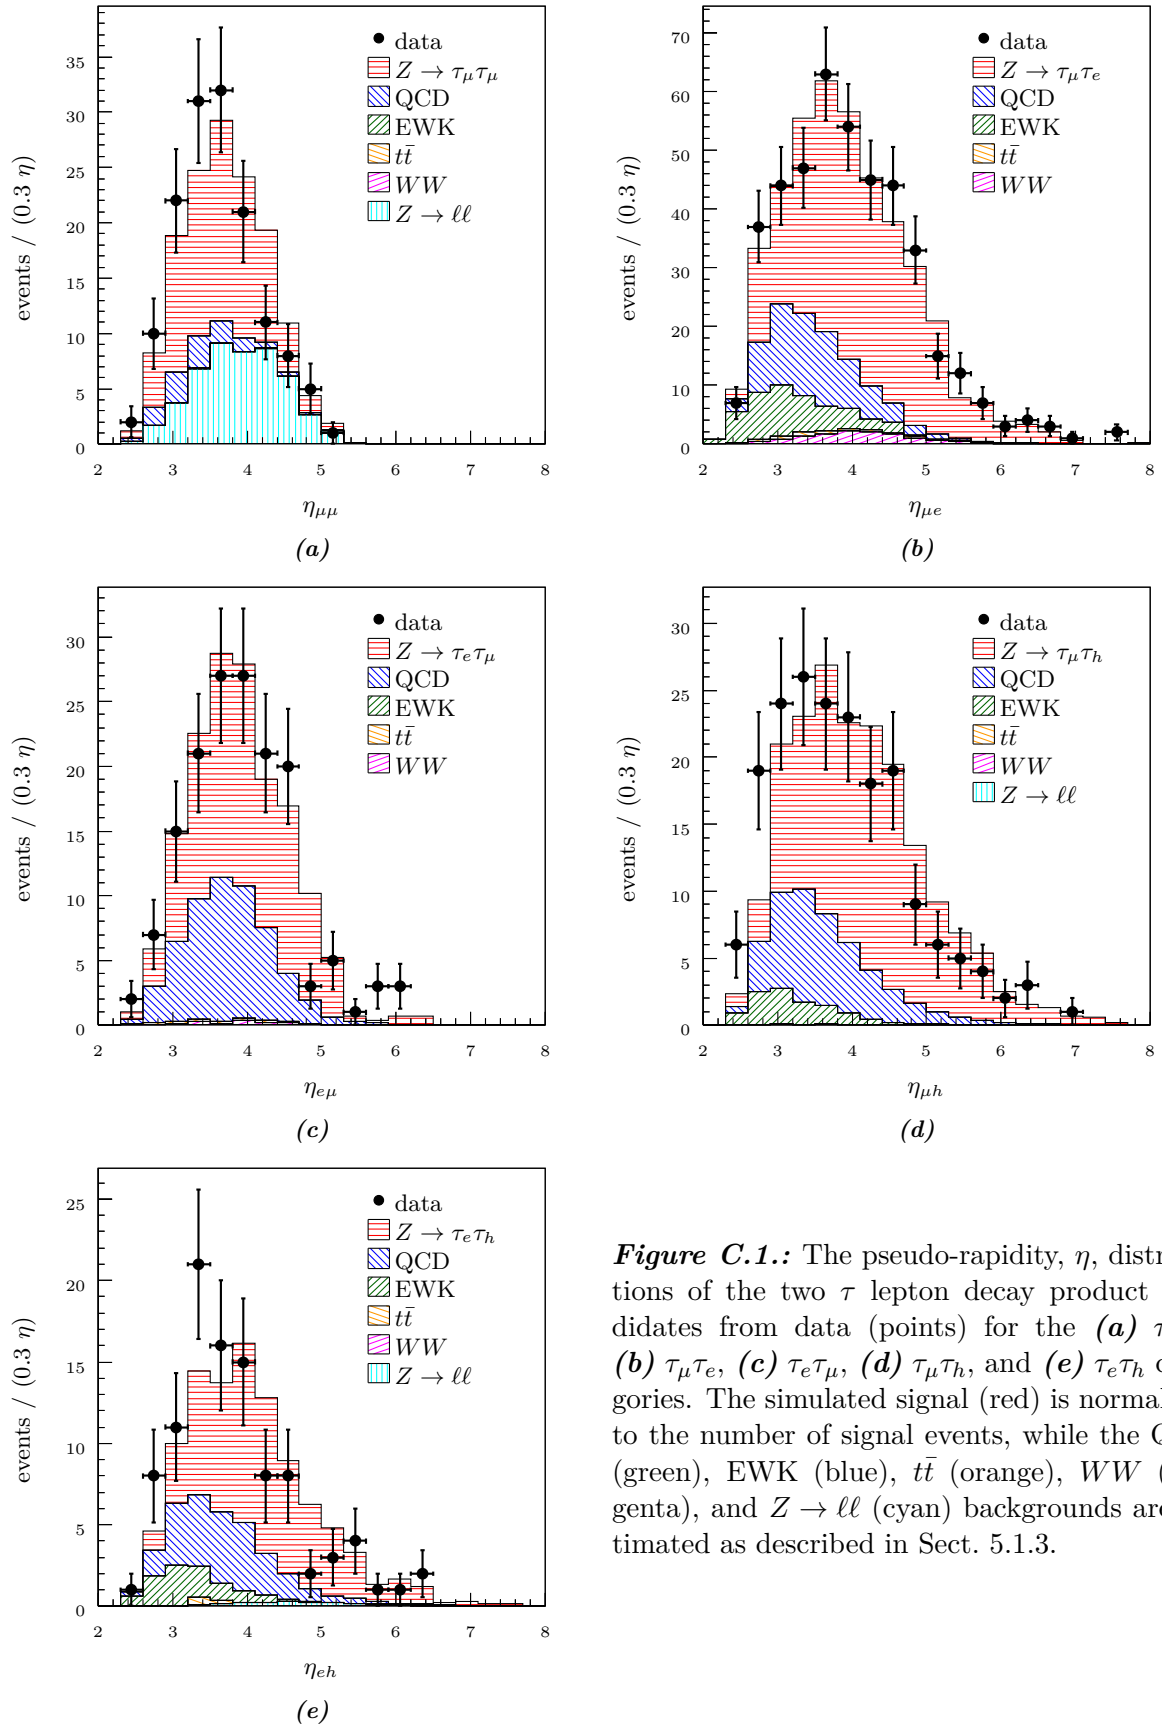 35
30
25
20
15
10
5
0
events / (0.3 η)
data
Z → τμτμ
QCD
EWK
tt̄
WW
Z → ℓℓ
2 3 4 5 6 7 8
ημμ
(a)
70
60
50
40
30
20
10
0
events / (0.3 η)
data
Z → τμτe
QCD
EWK
tt̄
WW
2 3 4 5 6 7 8
ημe
(b)
30
25
20
15
10
5
0
events / (0.3 η)
data
Z → τeτμ
QCD
EWK
tt̄
WW
2 3 4 5 6 7 8
ηeμ
(c)
30
25
20
15
10
5
0
events / (0.3 η)
data
Z → τμτh
QCD
EWK
tt̄
WW
Z → ℓℓ
2 3 4 5 6 7 8
ημh
(d)
25
20
15
10
5
0
events / (0.3 η)
data
Z → τeτh
QCD
EWK
tt̄
WW
Z → ℓℓ
2 3 4 5 6 7 8
ηeh
(e)
Figure C.1.: The pseudo-rapidity, η, distr
tions of the two τ lepton decay product
didates from data (points) for the (a) τ
(b) τμτe, (c) τeτμ, (d) τμτh, and (e) τeτh c
gories. The simulated signal (red) is normal
to the number of signal events, while the Q
(green), EWK (blue), tt̄ (orange), WW (
genta), and Z → ℓℓ (cyan) backgrounds are
timated as described in Sect. 5.1.3.